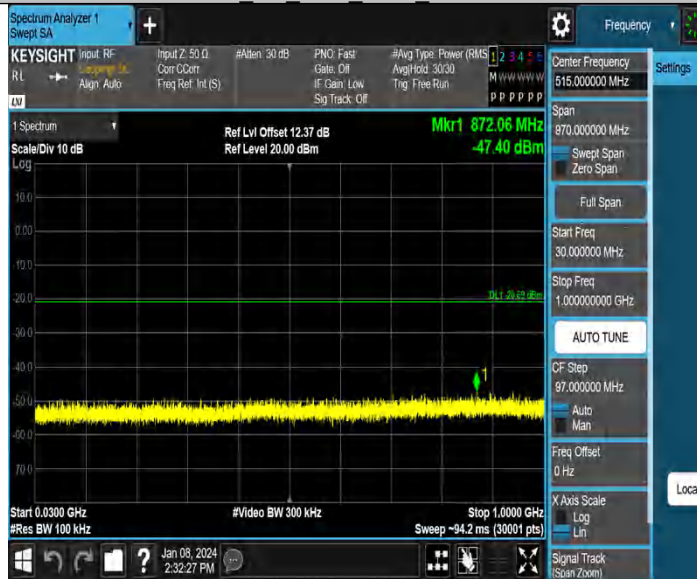 Spectrum Analyzer 1
Swept SA
+
Frequency
KEYSIGHT
RL
Input: RF
Align: Auto
Input Z: 50 Ω
Corr CCorr
Freq Ref: Int (S)
#Atten: 30 dB
PNO: Fast
Gate: Off
IF Gain: Low
Sig Track: Off
#Avg Type: Power (RMS
Avg|Hold: 30/30
Trig: Free Run
1 2 3 4 5 6
M W W W W W
P P P P P P
LXI
1 Spectrum
Scale/Div 10 dB
Log
Ref Lvl Offset 12.37 dB
Ref Level 20.00 dBm
Mkr1 872.06 MHz
-47.40 dBm
10.0
0.00
-10.0
-20.0
-30.0
-40.0
-50.0
-60.0
-70.0
1
Start 0.0300 GHz
#Res BW 100 kHz
#Video BW 300 kHz
Stop 1.0000 GHz
Sweep ~94.2 ms (30001 pts)
Jan 08, 2024
2:32:27 PM
?
Center Frequency
515.000000 MHz
Settings
Span
970.000000 MHz
Swept Span
Zero Span
Full Span
Start Freq
30.000000 MHz
Stop Freq
1.000000000 GHz
AUTO TUNE
CF Step
97.000000 MHz
Auto
Man
Freq Offset
0 Hz
X Axis Scale
Log
Lin
Loca
Signal Track
(Span Zoom)